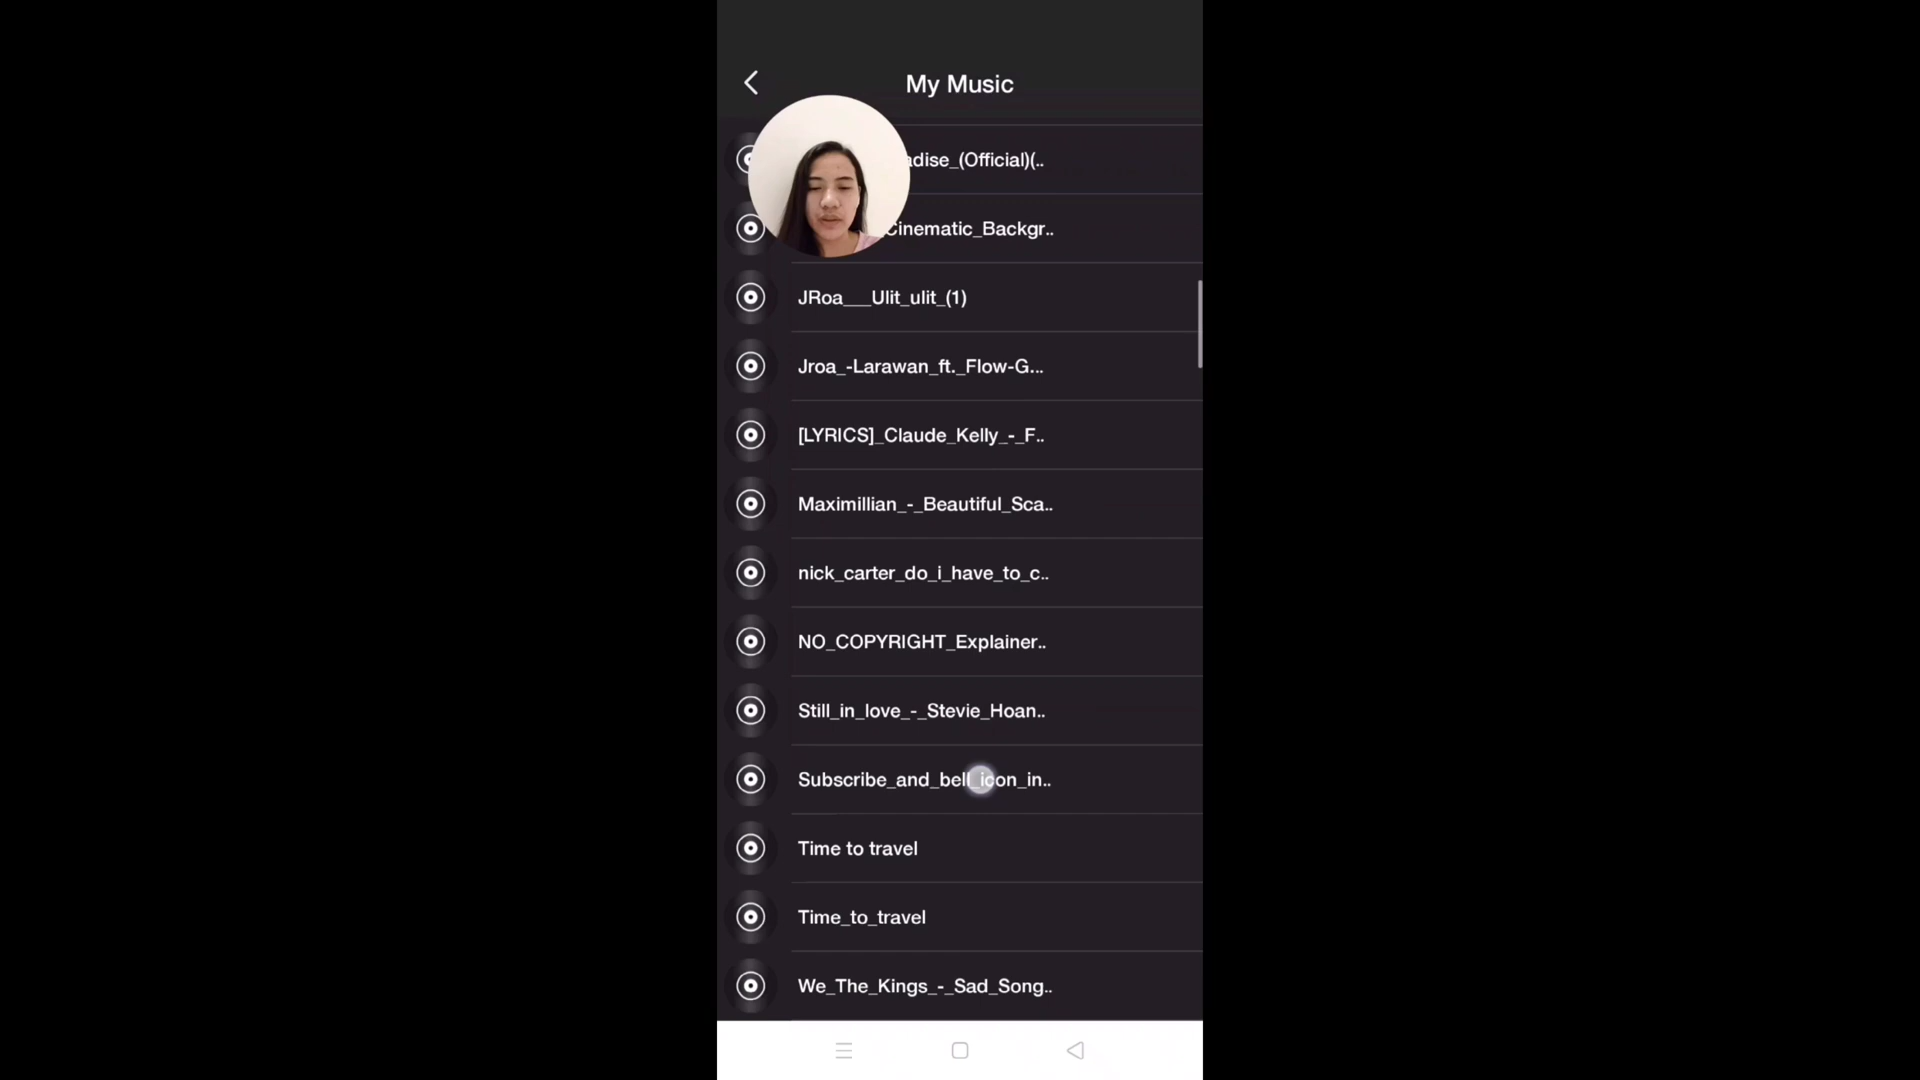 My Music
adise_(Official)(..
Cinematic_Backgr..
JRoa___Ulit_ulit_(1)
Jroa_-Larawan_ft._Flow-G...
[LYRICS]_Claude_Kelly_-_F..
Maximillian_-_Beautiful_Sca..
nick_carter_do_i_have_to_c..
NO_COPYRIGHT_Explainer..
Still_in_love_-_Stevie_Hoan..
Subscribe_and_bell_icon_in..
Time to travel
Time_to_travel
We_The_Kings_-_Sad_Song..